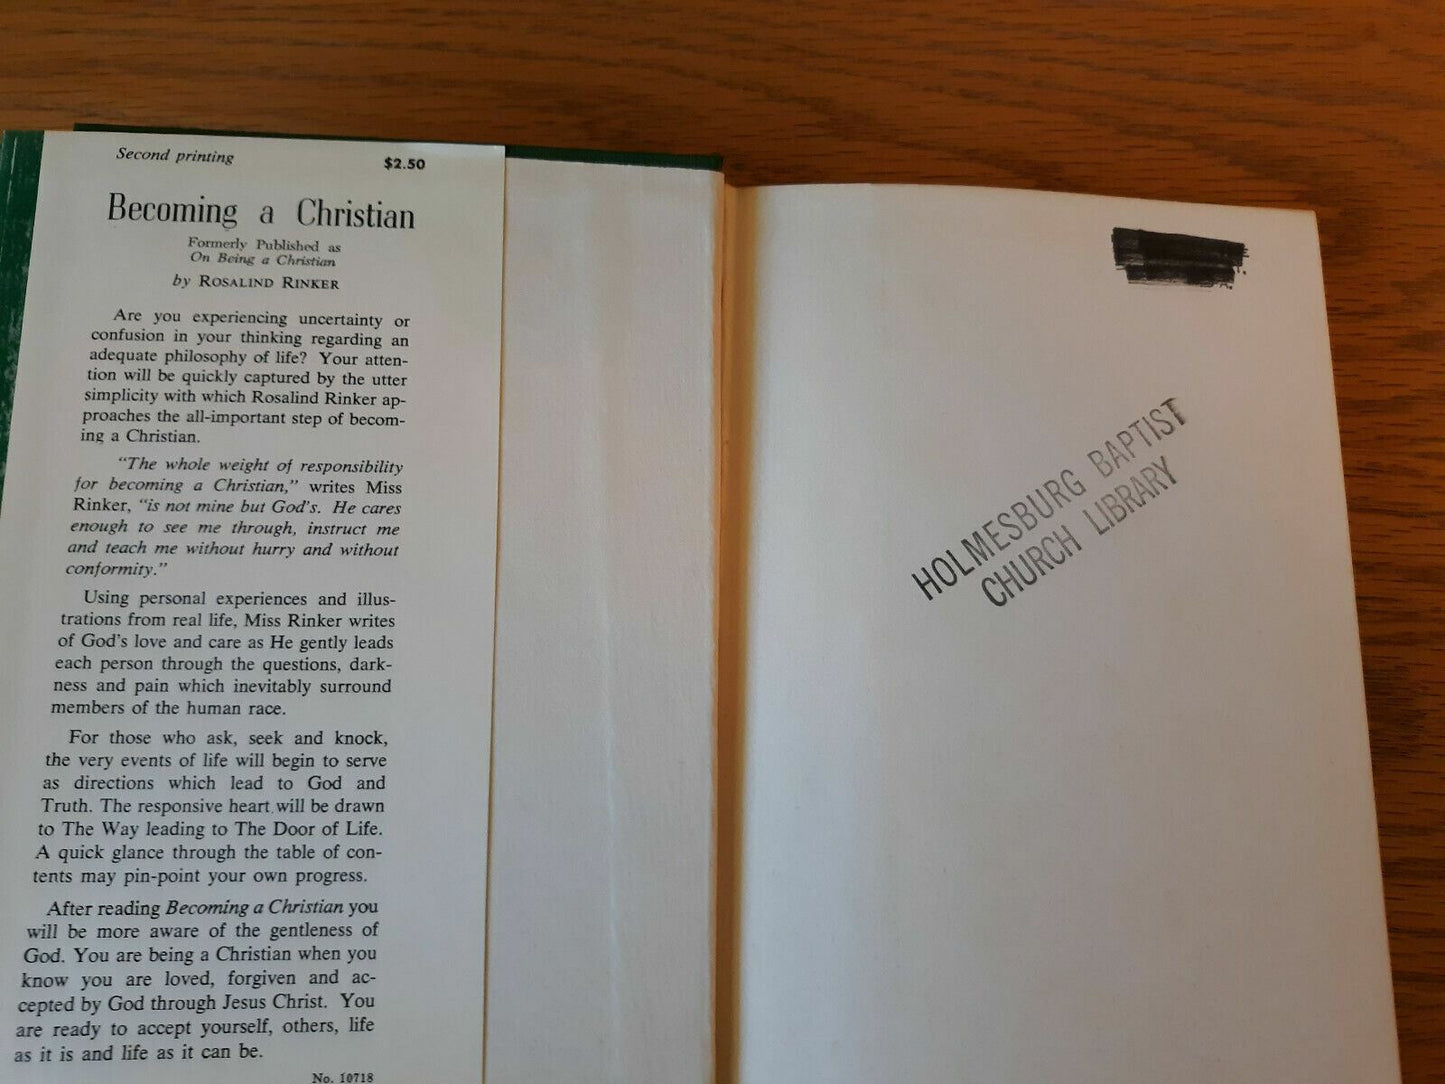 Second printing
$2.50
Becoming a Christian
Formerly Published as
On Being a Christian
by ROSALIND RINKER
Are you experiencing uncertainty or
confusion in your thinking regarding an
adequate philosophy of life? Your atten-
tion will be quickly captured by the utter
simplicity with which Rosalind Rinker ap-
proaches the all-important step of becom-
ing a Christian.
"The whole weight of responsibility
for becoming a Christian," writes Miss
Rinker, "is not mine but God's. He cares
enough to see me through, instruct me
and teach me without hurry and without
conformity."
Using personal experiences and illus-
trations from real life, Miss Rinker writes
of God's love and care as He gently leads
each person through the questions, dark-
ness and pain which inevitably surround
members of the human race.
For those who ask, seek and knock,
the very events of life will begin to serve
as directions which lead to God and
Truth. The responsive heart will be drawn
to The Way leading to The Door of Life.
A quick glance through the table of con-
tents may pin-point your own progress.
After reading Becoming a Christian you
will be more aware of the gentleness of
God. You are being a Christian when you
know you are loved, forgiven and ac-
cepted by God through Jesus Christ. You
are ready to accept yourself, others, life
as it is and life as it can be.
No. 10718
HOLMESBURG BAPTIST
CHURCH LIBRARY